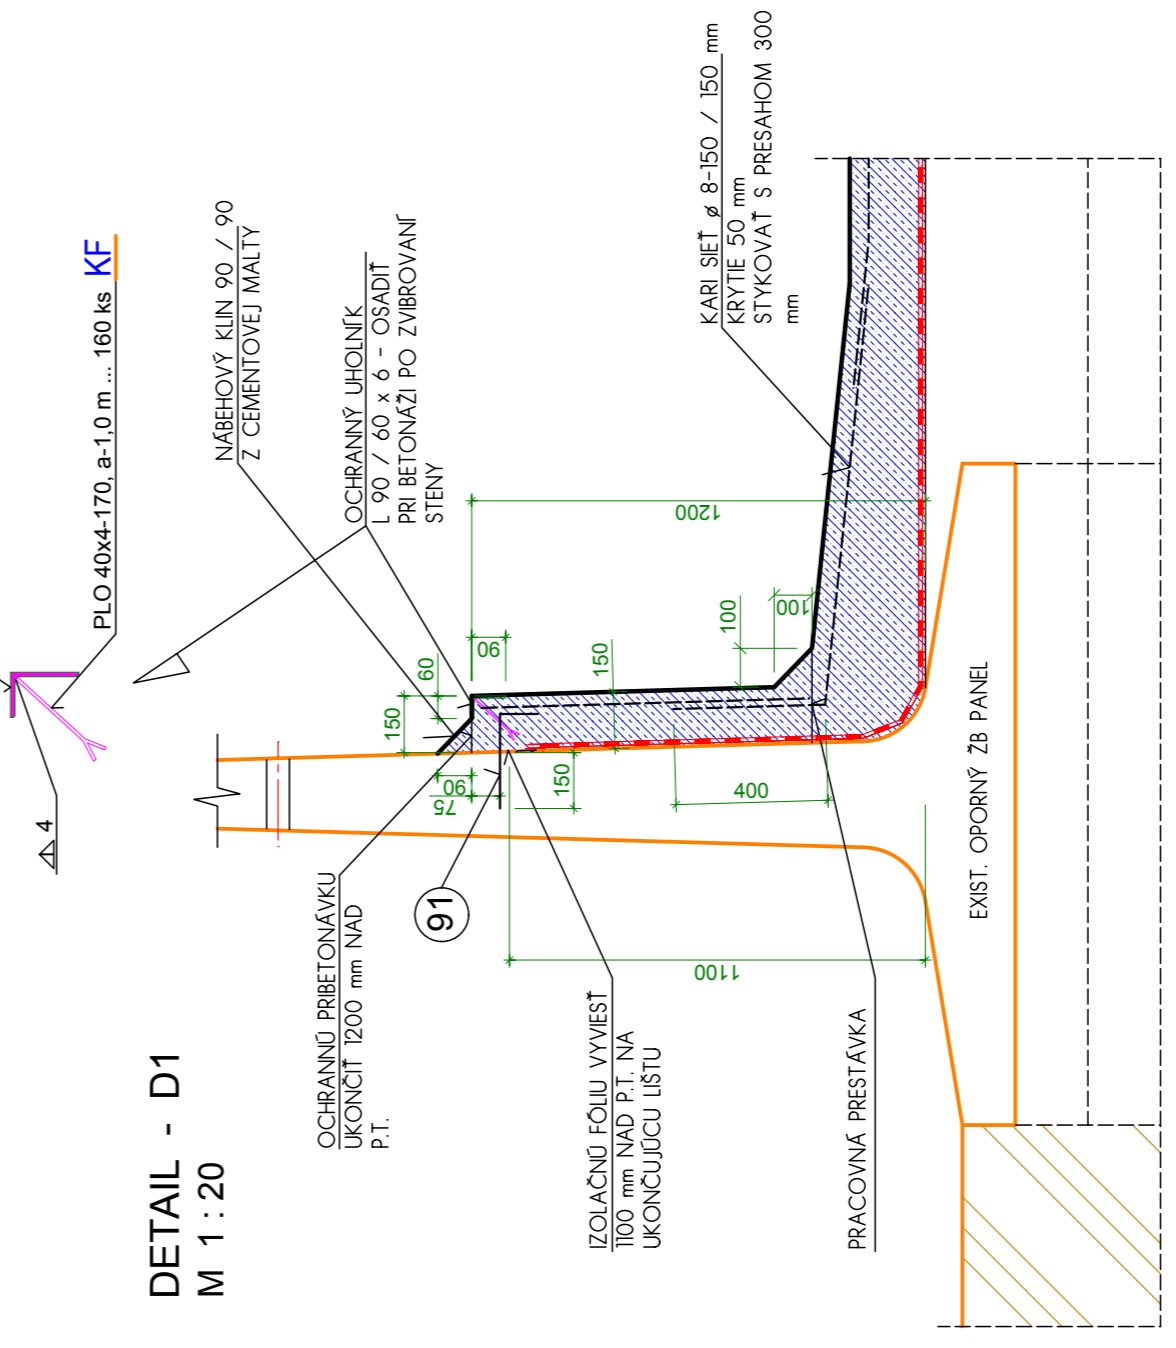 DETAIL - D1
M 1 : 20
4
PLO 40x4-170, a-1,0 m ... 160 ks KF
NÁBEHOVÝ KLIN 90 / 90
Z CEMENTOVEJ MALTY
OCHRANNÝ UHOLNÍK
L 90 / 60 x 6 - OSADIŤ
PRI BETONÁŽI PO ZVIBROVANÍ
STENY
KARI SIEŤ ø 8-150 / 150 mm
KRYTIE 50 mm
STYKOVAŤ S PRESAHOM 300
mm
OCHRANNÚ PRIBETONÁVKU
UKONČIŤ 1200 mm NAD
P.T.
91
IZOLAČNÚ FÓLIU VYVIESŤ
1100 mm NAD P.T. NA
UKONČUJÚCU LIŠTU
PRACOVNÁ PRESTÁVKA
EXIST. OPORNÝ ŽB PANEL
150
60
90
90
75
150
150
1200
100
100
400
1100